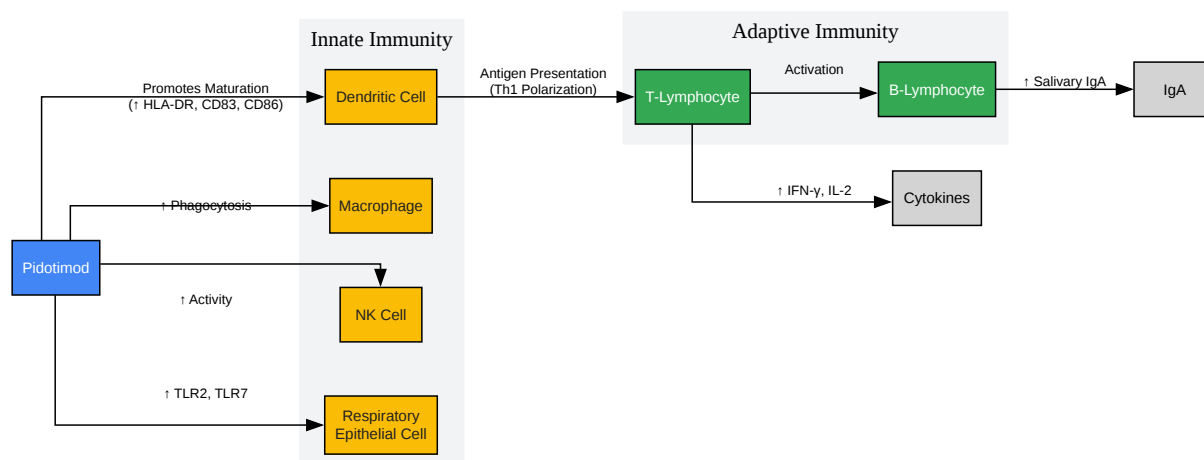 Innate Immunity
Adaptive Immunity
Promotes Maturation
(↑ HLA-DR, CD83, CD86)
Dendritic Cell
Antigen Presentation
(Th1 Polarization)
T-Lymphocyte
Activation
B-Lymphocyte
↑ Salivary IgA
IgA
↑ Phagocytosis
Macrophage
↑ IFN-γ, IL-2
Cytokines
Pidotimod
↑ Activity
NK Cell
↑ TLR2, TLR7
Respiratory
Epithelial Cell